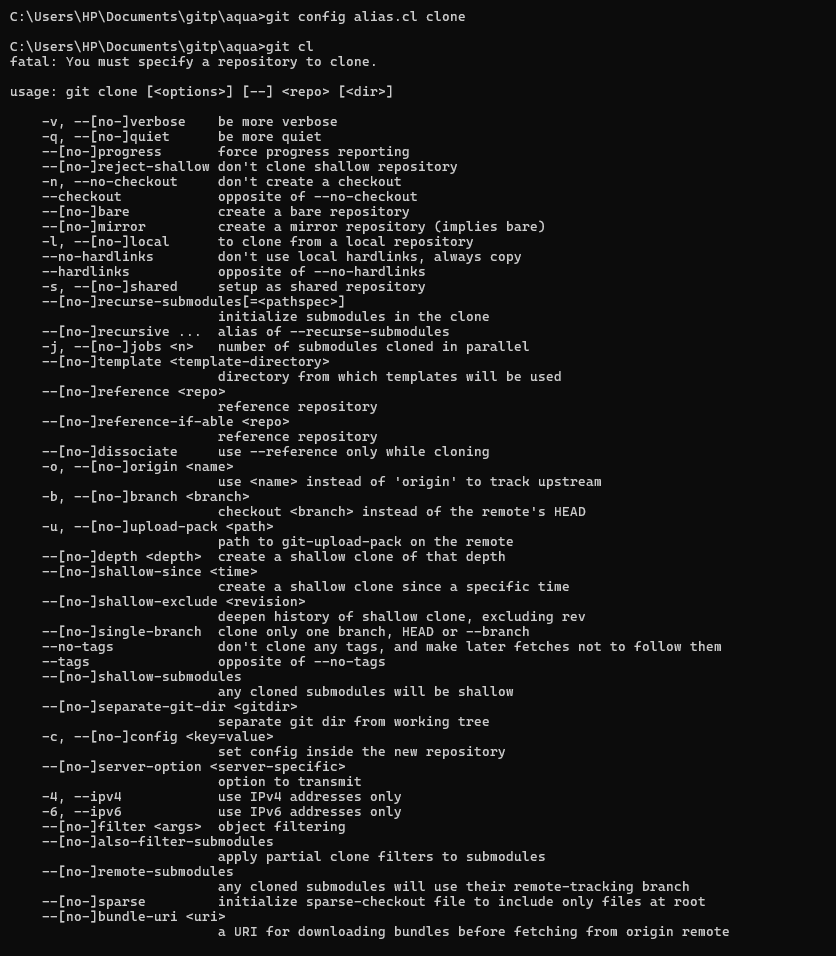 C:\Users\HP\Documents\gitp\aqua>git config alias.cl clone
C:\Users\HP\Documents\gitp\aqua>git cl
fatal: You must specify a repository to clone.
usage: git clone [<options>] [--] <repo> [<dir>]
-v, --[no-]verbose    be more verbose
-q, --[no-]quiet      be more quiet
--[no-]progress       force progress reporting
--[no-]reject-shallow don't clone shallow repository
-n, --no-checkout     don't create a checkout
--checkout            opposite of --no-checkout
--[no-]bare           create a bare repository
--[no-]mirror         create a mirror repository (implies bare)
-l, --[no-]local      to clone from a local repository
--no-hardlinks        don't use local hardlinks, always copy
--hardlinks           opposite of --no-hardlinks
-s, --[no-]shared     setup as shared repository
--[no-]recurse-submodules[=<pathspec>]
initialize submodules in the clone
--[no-]recursive ...  alias of --recurse-submodules
-j, --[no-]jobs <n>   number of submodules cloned in parallel
--[no-]template <template-directory>
directory from which templates will be used
--[no-]reference <repo>
reference repository
--[no-]reference-if-able <repo>
reference repository
--[no-]dissociate     use --reference only while cloning
-o, --[no-]origin <name>
use <name> instead of 'origin' to track upstream
-b, --[no-]branch <branch>
checkout <branch> instead of the remote's HEAD
-u, --[no-]upload-pack <path>
path to git-upload-pack on the remote
--[no-]depth <depth>  create a shallow clone of that depth
--[no-]shallow-since <time>
create a shallow clone since a specific time
--[no-]shallow-exclude <revision>
deepen history of shallow clone, excluding rev
--[no-]single-branch  clone only one branch, HEAD or --branch
--no-tags             don't clone any tags, and make later fetches not to follow them
--tags                opposite of --no-tags
--[no-]shallow-submodules
any cloned submodules will be shallow
--[no-]separate-git-dir <gitdir>
separate git dir from working tree
-c, --[no-]config <key=value>
set config inside the new repository
--[no-]server-option <server-specific>
option to transmit
-4, --ipv4            use IPv4 addresses only
-6, --ipv6            use IPv6 addresses only
--[no-]filter <args>  object filtering
--[no-]also-filter-submodules
apply partial clone filters to submodules
--[no-]remote-submodules
any cloned submodules will use their remote-tracking branch
--[no-]sparse         initialize sparse-checkout file to include only files at root
--[no-]bundle-uri <uri>
a URI for downloading bundles before fetching from origin remote